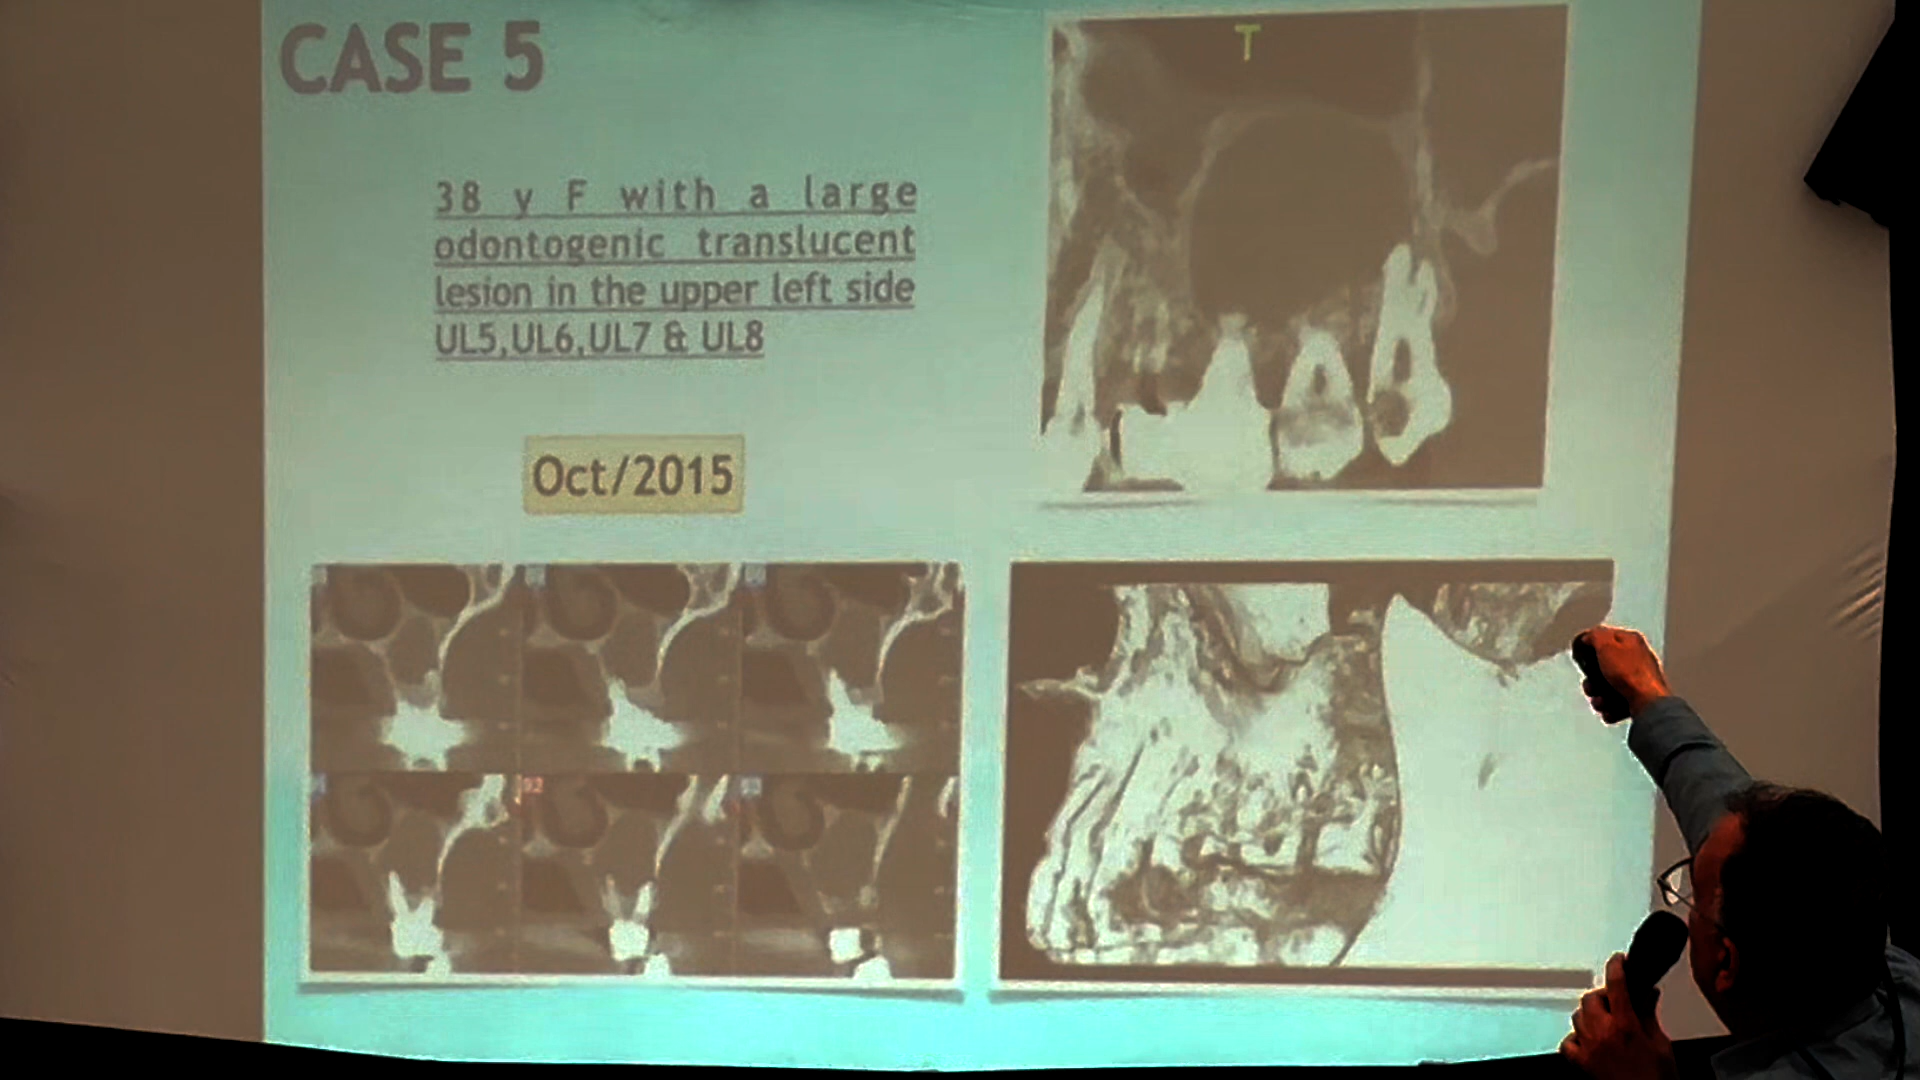 CASE 5
T
38 y F with a large
odontogenic translucent
lesion in the upper left side
UL5,UL6,UL7 & UL8
Oct/2015